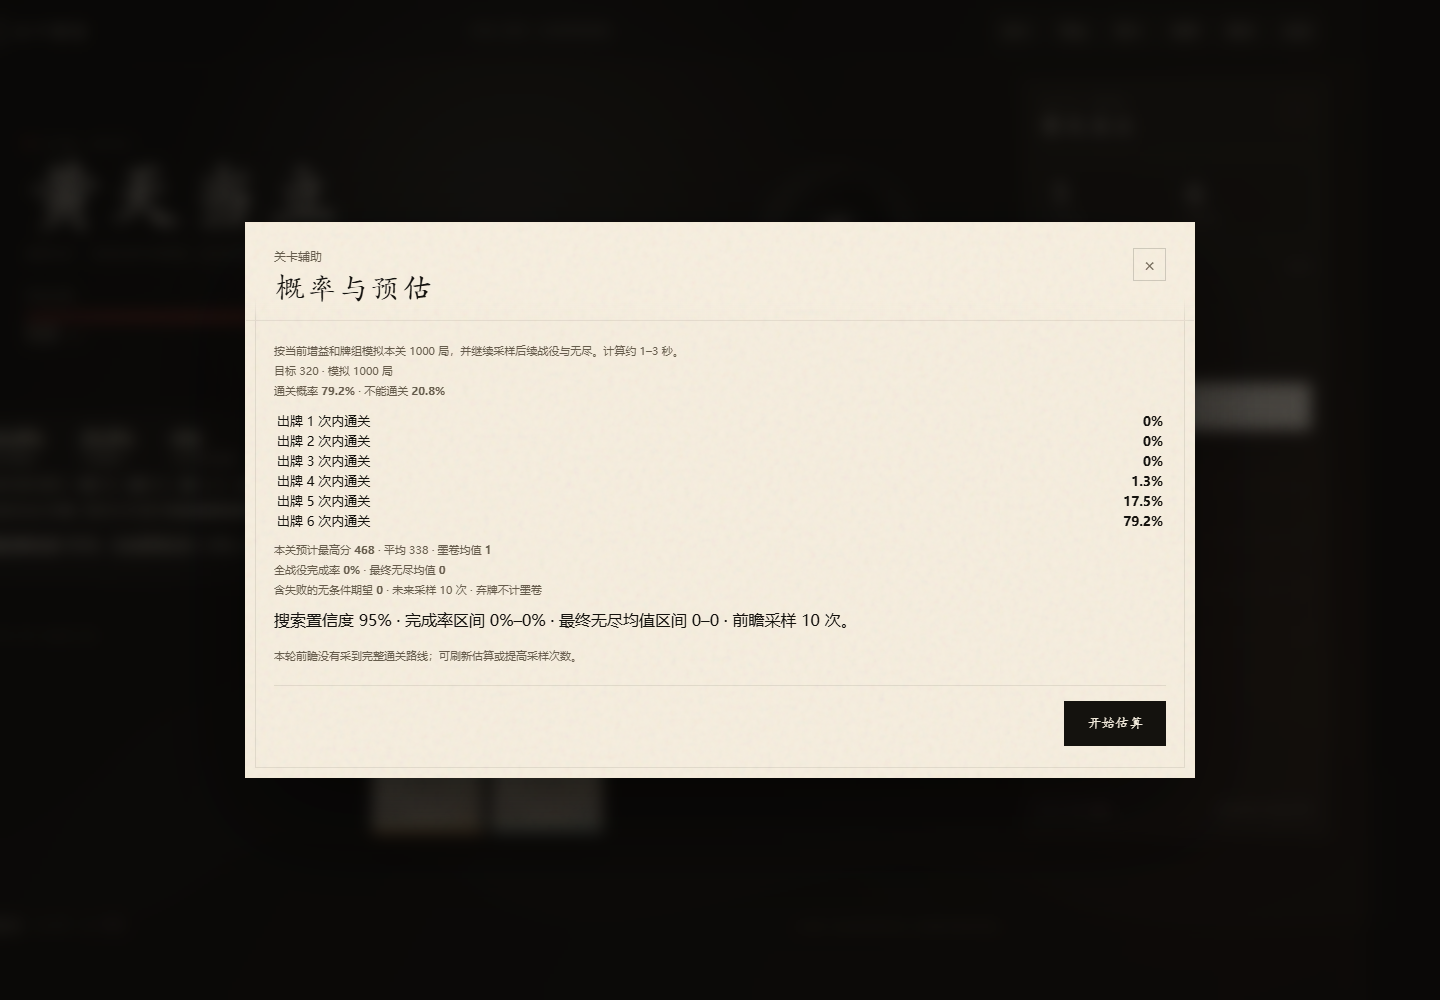 黄天当立
关卡辅助
概率与预估
×
按当前增益和牌组模拟本关 1000 局，并继续采样后续战役与无尽。计算约 1–3 秒。
目标 320 · 模拟 1000 局
通关概率 79.2% · 不能通关 20.8%
出牌 1 次内通关 0%
出牌 2 次内通关 0%
出牌 3 次内通关 0%
出牌 4 次内通关 1.3%
出牌 5 次内通关 17.5%
出牌 6 次内通关 79.2%
本关预计最高分 468 · 平均 338 · 墨卷均值 1
全战役完成率 0% · 最终无尽均值 0
含失败的无条件期望 0 · 未来采样 10 次 · 弃牌不计墨卷
搜索置信度 95% · 完成率区间 0%–0% · 最终无尽均值区间 0–0 · 前瞻采样 10 次。
本轮前瞻没有采到完整通关路线；可刷新估算或提高采样次数。
开始估算